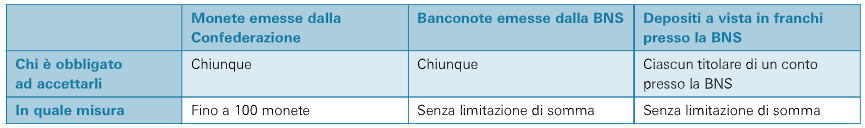 Monete emesse dalla Confederazione Banconote emesse dalla BNS Depositi a vista in franchi presso la BNS
Chi è obbligato ad accettarli Chiunque Chiunque Ciascun titolare di un conto presso la BNS
In quale misura Fino a 100 monete Senza limitazione di somma Senza limitazione di somma